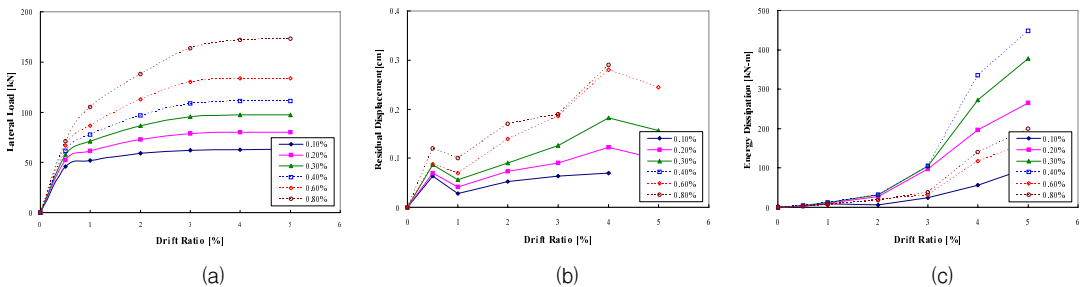 200
150
100
50
0
Lateral Load [kN]
0 1 2 3 4 5 6
Drift Ratio [%]
0.10%
0.20%
0.30%
0.40%
0.60%
0.80%
(a)
0.4
0.3
0.2
0.1
0.0
Residual Displacement[cm]
0 1 2 3 4 5 6
Drift Ratio [%]
0.10%
0.20%
0.30%
0.40%
0.60%
0.80%
(b)
500
400
300
200
100
0
Energy Dissipation [kN-m]
0 1 2 3 4 5 6
Drift Ratio [%]
0.10%
0.20%
0.30%
0.40%
0.60%
0.80%
(c)